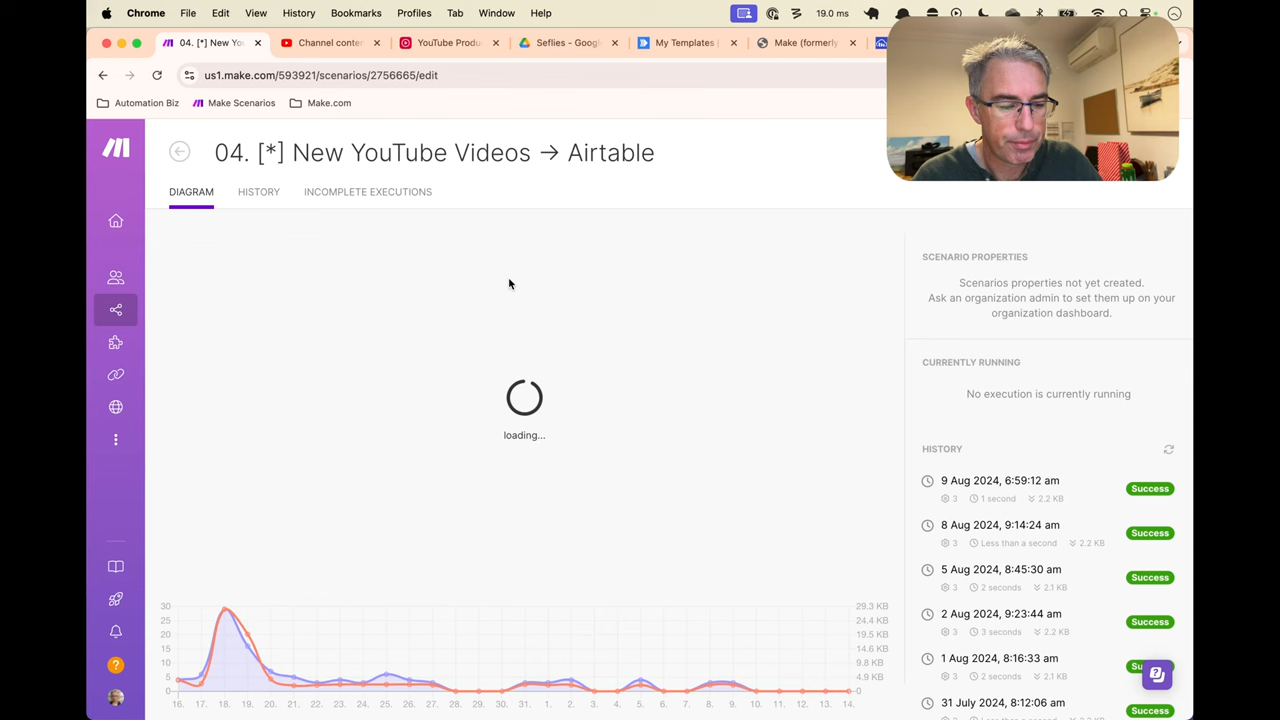 Chrome File Edit View History Bookmarks Profiles Tab Window Help 19.0 ms
04. [*] New You Channel conten YouTube Produ Seflies - Googl My Templates Make (formerly
us1.make.com/593921/scenarios/2756665/edit
Automation Biz Make Scenarios Make.com
04. [*] New YouTube Videos → Airtable
DIAGRAM HISTORY INCOMPLETE EXECUTIONS
SCENARIO PROPERTIES
Scenarios properties not yet created.
Ask an organization admin to set them up on your
organization dashboard.
CURRENTLY RUNNING
No execution is currently running
loading...
HISTORY
9 Aug 2024, 6:59:12 am Success
3 1 second 2.2 KB
8 Aug 2024, 9:14:24 am Success
3 Less than a second 2.2 KB
5 Aug 2024, 8:45:30 am Success
3 2 seconds 2.1 KB
2 Aug 2024, 9:23:44 am Success
3 3 seconds 2.2 KB
1 Aug 2024, 8:16:33 am
3 2 seconds 2.1 KB
31 July 2024, 8:12:06 am Success
30 29.3 KB
25 24.4 KB
20 19.5 KB
15 14.6 KB
10 9.8 KB
5 4.9 KB
0 0
16. 17. 18. 19. 20. 21. 22. 23. 24. 25. 26. 27. 28. 29. 30. 31. 1. 2. 3. 4. 5. 6. 7. 8. 9. 10. 11. 12. 13. 14.